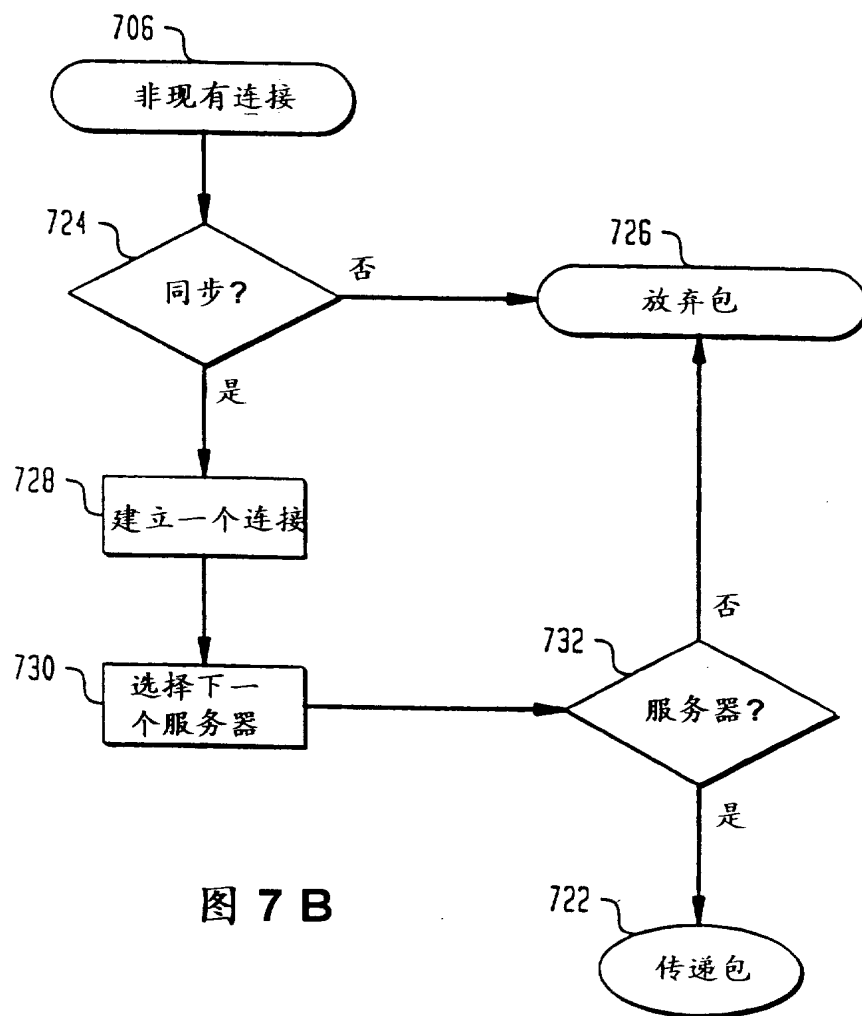 706
非现有连接
724
同步?
否
726
放弃包
是
728
建立一个连接
730
选择下一
个服务器
732
否
服务器?
是
722
传递包
图 7 B